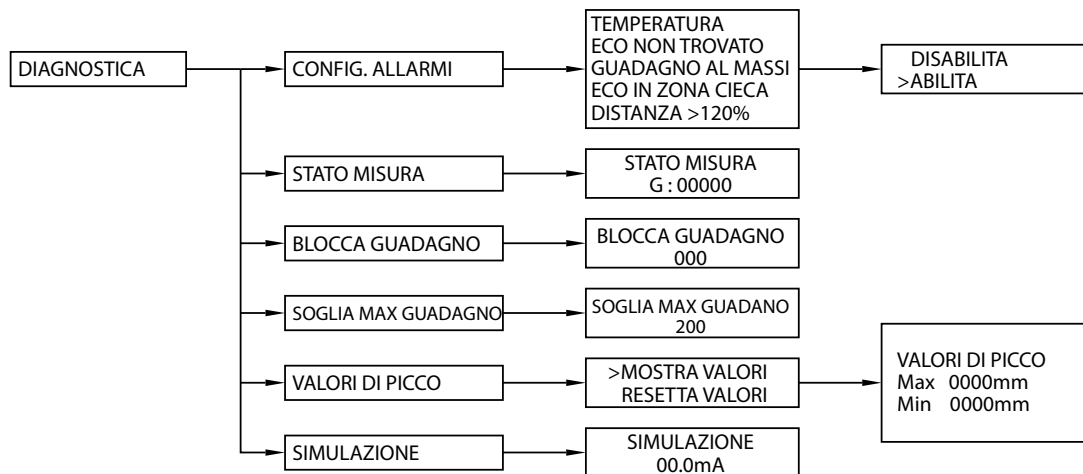 DIAGNOSTICA
CONFIG. ALLARMI
TEMPERATURA
ECO NON TROVATO
GUADAGNO AL MASSI
ECO IN ZONA CIECA
DISTANZA >120%
DISABILITA
>ABILITA
STATO MISURA
STATO MISURA
G : 00000
BLOCCA GUADAGNO
BLOCCA GUADAGNO
000
SOGLIA MAX GUADAGNO
SOGLIA MAX GUADANO
200
VALORI DI PICCO
>MOSTRA VALORI
RESETTA VALORI
VALORI DI PICCO
Max 0000mm
Min 0000mm
SIMULAZIONE
SIMULAZIONE
00.0mA